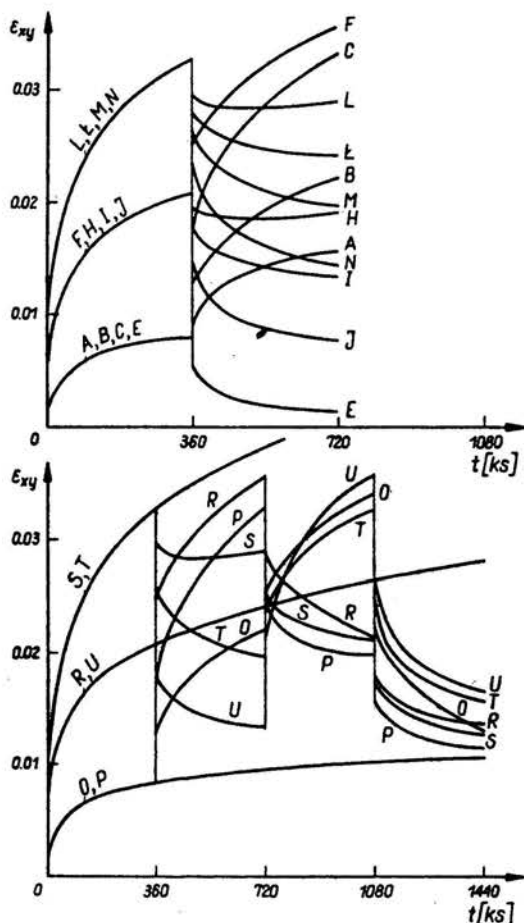 εxy
0.03
0.02
0.01
0
L,Ł,M,N
F,H,I,J
A,B,C,E
F
C
L
Ł
B
M
H
A
N
I
J
E
360
720
1080
t[ks]
εxy
0.03
0.02
0.01
0
S,T
R,U
O,P
R
P
S
T
O
U
U
O
T
S
R
P
U
T
O
R
S
P
360
720
1080
1440
t[ks]